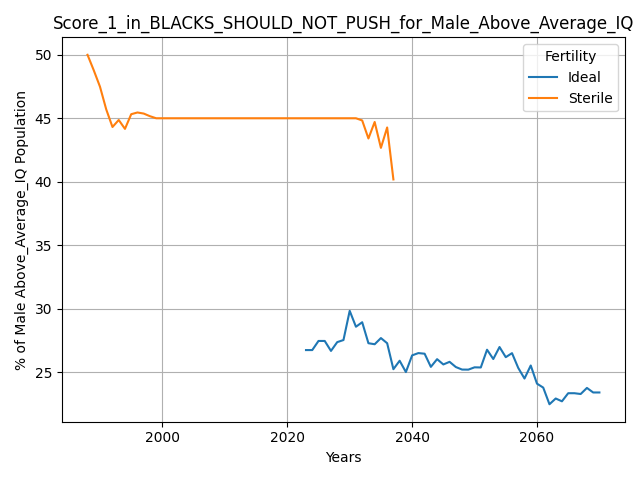 Score_1_in_BLACKS_SHOULD_NOT_PUSH_for_Male_Above_Average_IQ
Fertility
Ideal
Sterile
% of Male Above_Average_IQ Population
50
45
40
35
30
25
2000
2020
2040
2060
Years